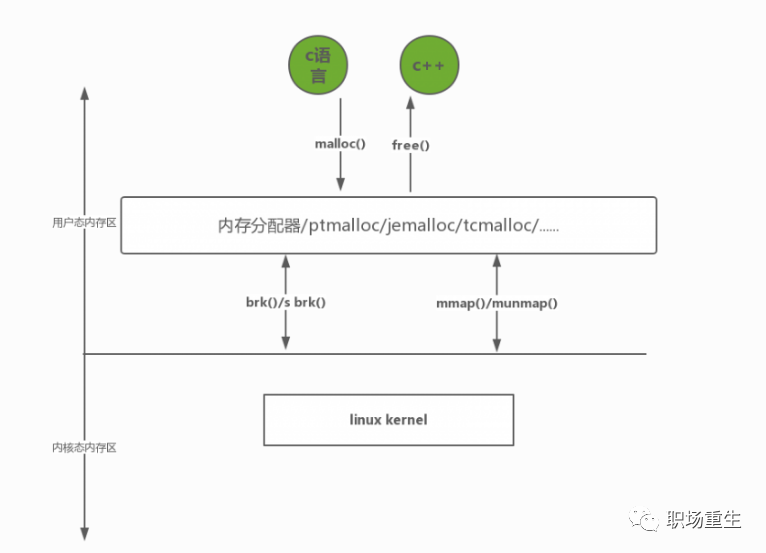 c语
言
c++
malloc()
free()
用户态内存区
内存分配器/ptmalloc/jemalloc/tcmalloc/......
brk()/s brk()
mmap()/munmap()
linux kernel
内核态内存区
职场重生